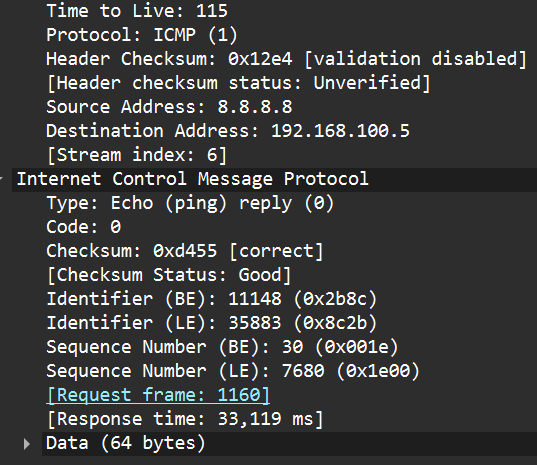 Time to Live: 115
Protocol: ICMP (1)
Header Checksum: 0x12e4 [validation disabled]
[Header checksum status: Unverified]
Source Address: 8.8.8.8
Destination Address: 192.168.100.5
[Stream index: 6]
Internet Control Message Protocol
Type: Echo (ping) reply (0)
Code: 0
Checksum: 0xd455 [correct]
[Checksum Status: Good]
Identifier (BE): 11148 (0x2b8c)
Identifier (LE): 35883 (0x8c2b)
Sequence Number (BE): 30 (0x001e)
Sequence Number (LE): 7680 (0x1e00)
[Request frame: 1160]
[Response time: 33,119 ms]
Data (64 bytes)